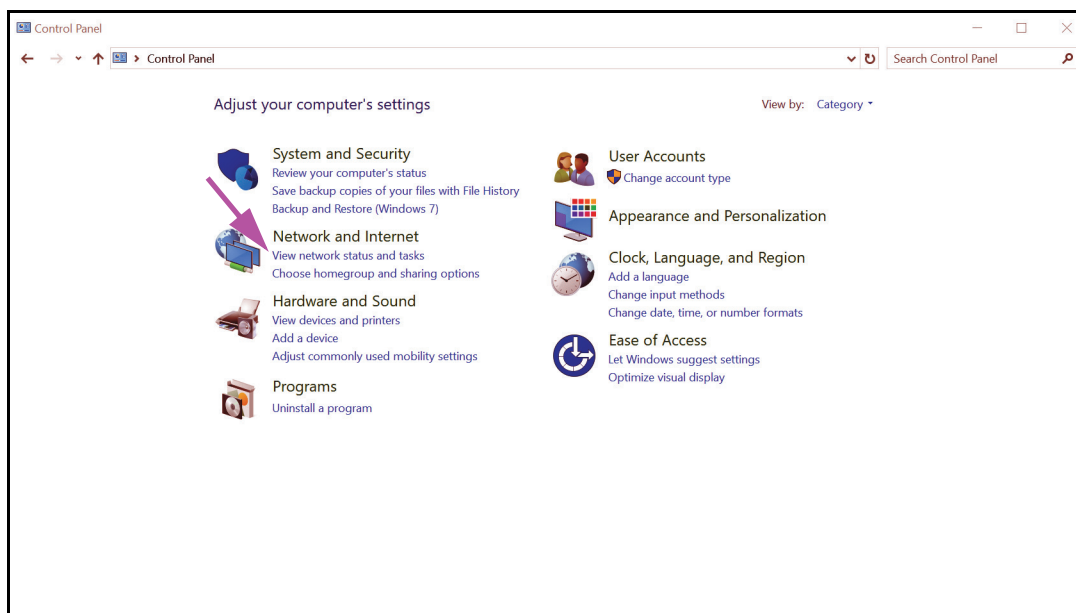 Control Panel
Control Panel
Search Control Panel
Adjust your computer's settings
View by: Category
System and Security
Review your computer's status
Save backup copies of your files with File History
Backup and Restore (Windows 7)
Network and Internet
View network status and tasks
Choose homegroup and sharing options
Hardware and Sound
View devices and printers
Add a device
Adjust commonly used mobility settings
Programs
Uninstall a program
User Accounts
Change account type
Appearance and Personalization
Clock, Language, and Region
Add a language
Change input methods
Change date, time, or number formats
Ease of Access
Let Windows suggest settings
Optimize visual display